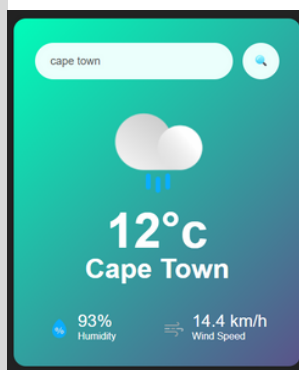 cape town
12°c
Cape Town
93%
Humidity
14.4 km/h
Wind Speed